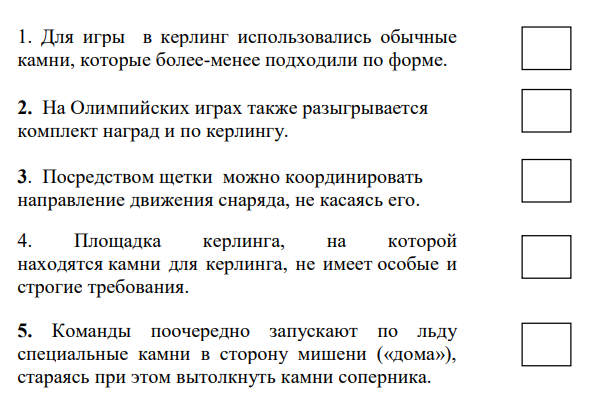 1. Для игры в керлинг использовались обычные
камни, которые более-менее подходили по форме.
2. На Олимпийских играх также разыгрывается
комплект наград и по керлингу.
3. Посредством щетки можно координировать
направление движения снаряда, не касаясь его.
4. Площадка керлинга, на которой
находятся камни для керлинга, не имеет особые и
строгие требования.
5. Команды поочередно запускают по льду
специальные камни в сторону мишени («дома»),
стараясь при этом вытолкнуть камни соперника.